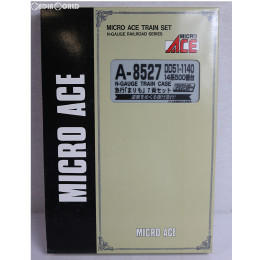 MICRO ACE TRAIN SET
N-GAUGE RAILROAD SERIES
MICRO
ACE
A-8527
DD51-1140
14系500番台
N-GAUGE TRAIN CASE
急行「まりも」7両セット
MICRO ACE
MICRO ACE